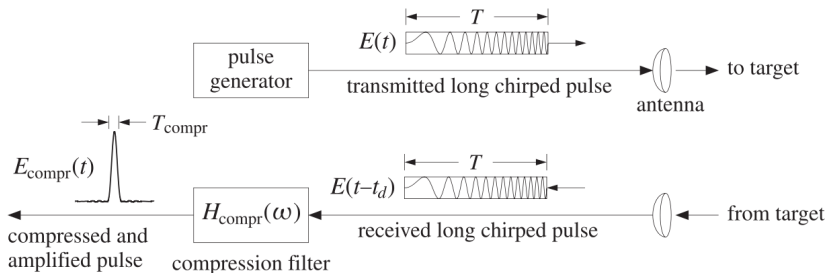 T
E(t)
pulse
generator
transmitted long chirped pulse
antenna
to target
T_compr
E_compr(t)
T
E(t–t_d)
H_compr(ω)
received long chirped pulse
from target
compressed and
amplified pulse
compression filter